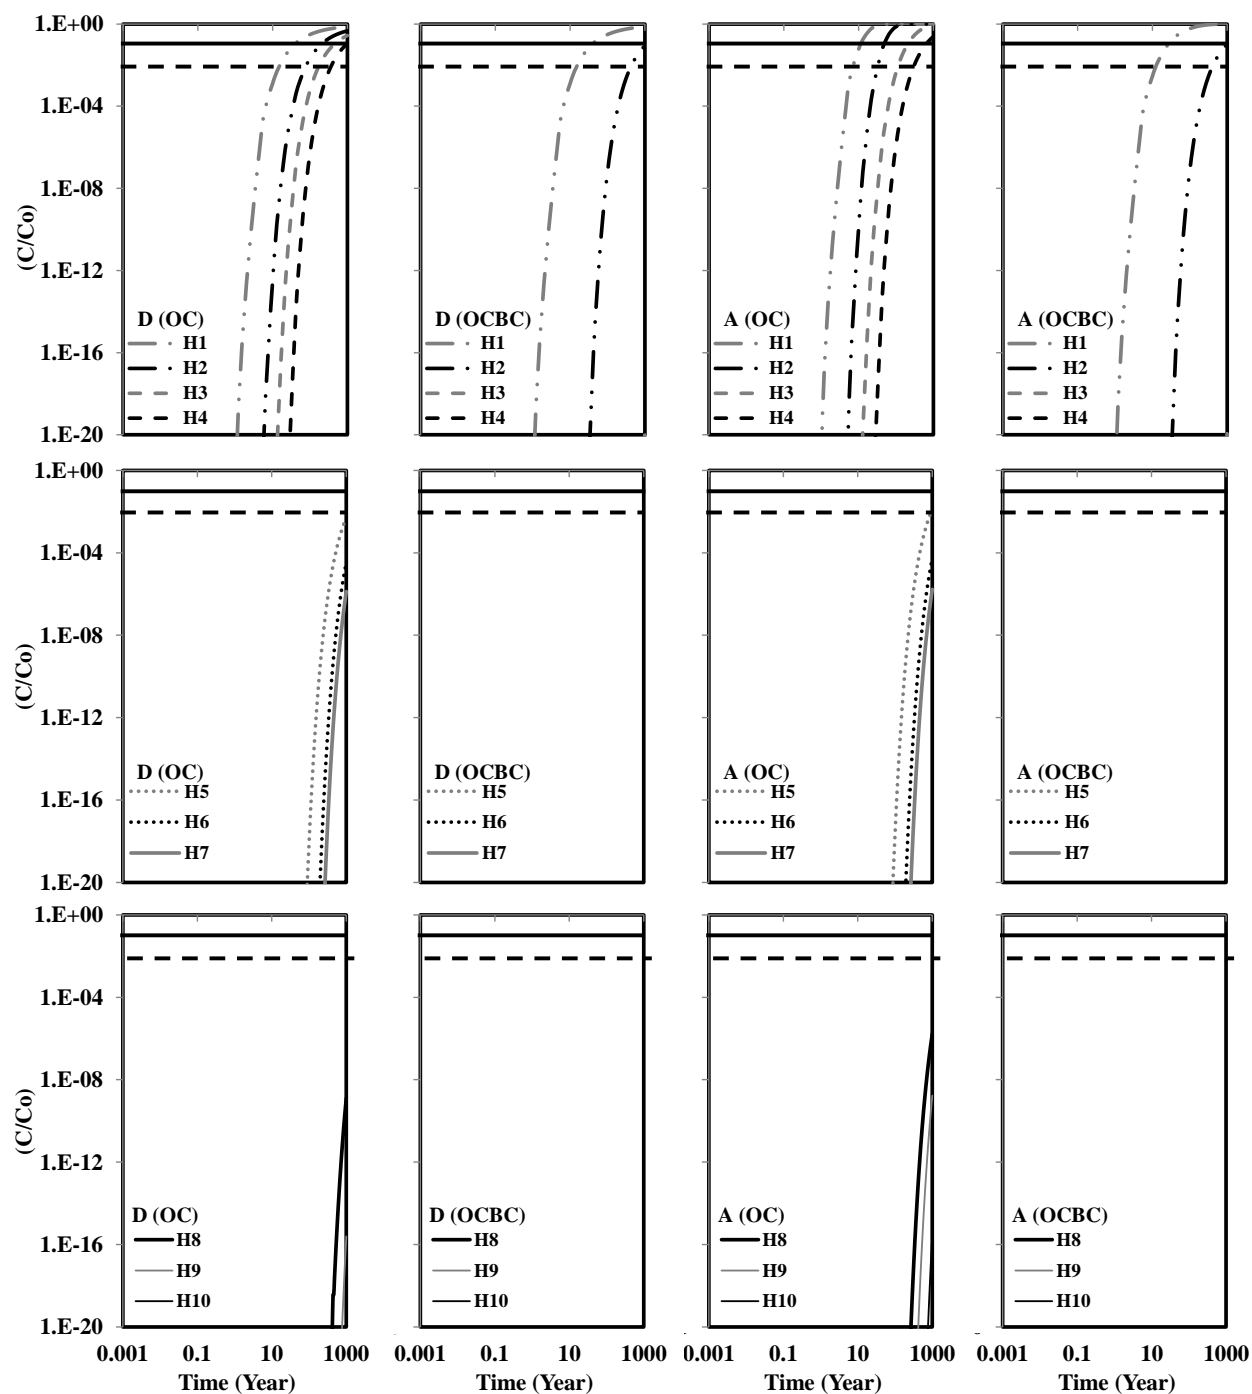 1.E+00
1.E-04
1.E-08
1.E-12
1.E-16
1.E-20
(C/Co)
D (OC)
H1
H2
H3
H4
D (OCBC)
H1
H2
H3
H4
A (OC)
H1
H2
H3
H4
A (OCBC)
H1
H2
H3
H4
1.E+00
1.E-04
1.E-08
1.E-12
1.E-16
1.E-20
(C/Co)
D (OC)
H5
H6
H7
D (OCBC)
H5
H6
H7
A (OC)
H5
H6
H7
A (OCBC)
H5
H6
H7
1.E+00
1.E-04
1.E-08
1.E-12
1.E-16
1.E-20
(C/Co)
D (OC)
H8
H9
H10
0.001 0.1 10 1000
Time (Year)
D (OCBC)
H8
H9
H10
0.001 0.1 10 1000
Time (Year)
A (OC)
H8
H9
H10
0.001 0.1 10 1000
Time (Year)
A (OCBC)
H8
H9
H10
0.001 0.1 10 1000
Time (Year)